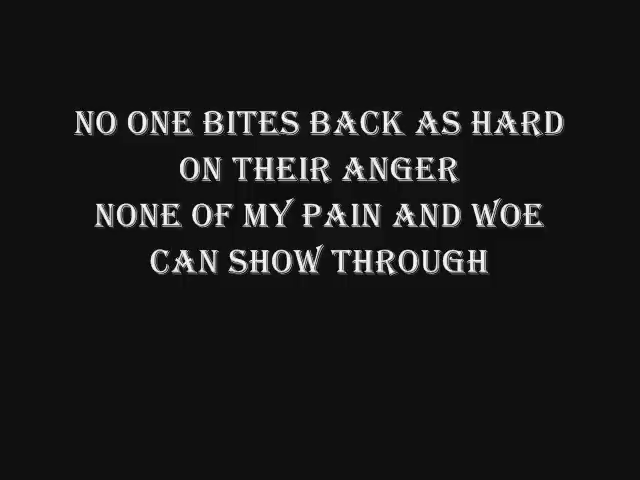 NO ONE BITES BACK AS HARD
ON THEIR ANGER
NONE OF MY PAIN AND WOE
CAN SHOW THROUGH